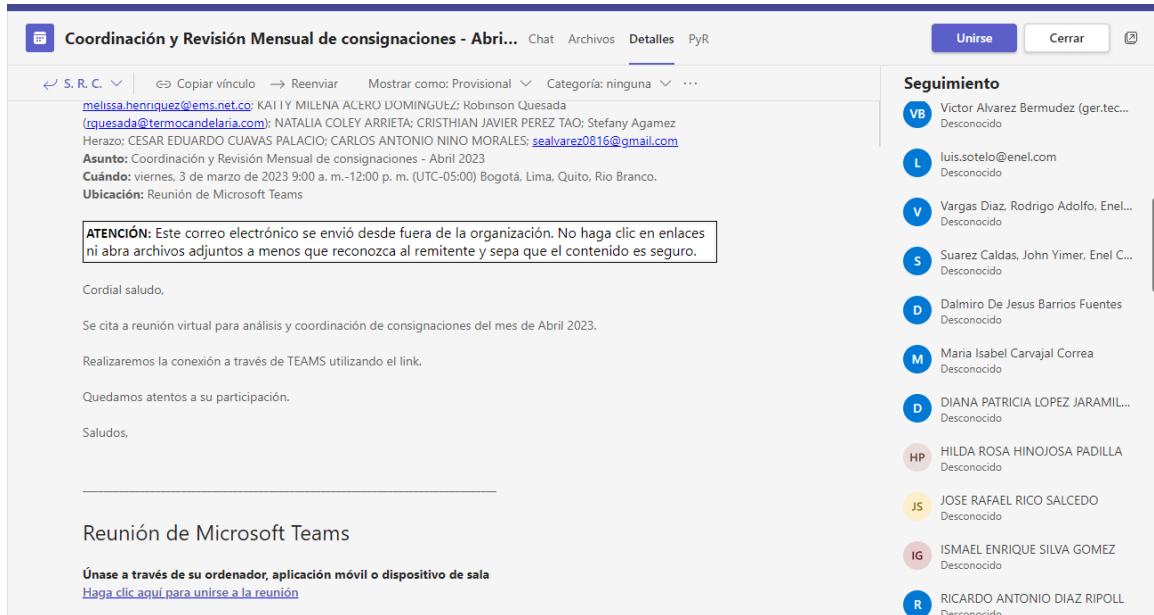 Coordinación y Revisión Mensual de consignaciones - Abri... Chat Archivos Detalles PyR
Unirse Cerrar
S. R. C. Copiar vínculo Reenviar Mostrar como: Provisional Categoría: ninguna ...
melissa.henriquez@ems.net.co; KATTY MILENA ACERO DOMINGUEZ; Robinson Quesada
(rquesada@termocandelaria.com); NATALIA COLEY ARRIETA; CRISTHIAN JAVIER PEREZ TAO; Stefany Agamez
Herazo; CESAR EDUARDO CUAVAS PALACIO; CARLOS ANTONIO NINO MORALES; sealvarez0816@gmail.com
Asunto: Coordinación y Revisión Mensual de consignaciones - Abril 2023
Cuándo: viernes, 3 de marzo de 2023 9:00 a. m.-12:00 p. m. (UTC-05:00) Bogotá, Lima, Quito, Rio Branco.
Ubicación: Reunión de Microsoft Teams
ATENCIÓN: Este correo electrónico se envió desde fuera de la organización. No haga clic en enlaces
ni abra archivos adjuntos a menos que reconozca al remitente y sepa que el contenido es seguro.
Cordial saludo,
Se cita a reunión virtual para análisis y coordinación de consignaciones del mes de Abril 2023.
Realizaremos la conexión a través de TEAMS utilizando el link.
Quedamos atentos a su participación.
Saludos,
Reunión de Microsoft Teams
Únase a través de su ordenador, aplicación móvil o dispositivo de sala
Haga clic aquí para unirse a la reunión
Seguimiento
VB Victor Alvarez Bermudez (ger.tec...
Desconocido
L luis.sotelo@enel.com
Desconocido
V Vargas Diaz, Rodrigo Adolfo, Enel...
Desconocido
S Suarez Caldas, John Yimer, Enel C...
Desconocido
D Dalmiro De Jesus Barrios Fuentes
Desconocido
M Maria Isabel Carvajal Correa
Desconocido
D DIANA PATRICIA LOPEZ JARAMIL...
Desconocido
HP HILDA ROSA HINOJOSA PADILLA
Desconocido
JS JOSE RAFAEL RICO SALCEDO
Desconocido
IG ISMAEL ENRIQUE SILVA GOMEZ
Desconocido
R RICARDO ANTONIO DIAZ RIPOLL
Desconocido